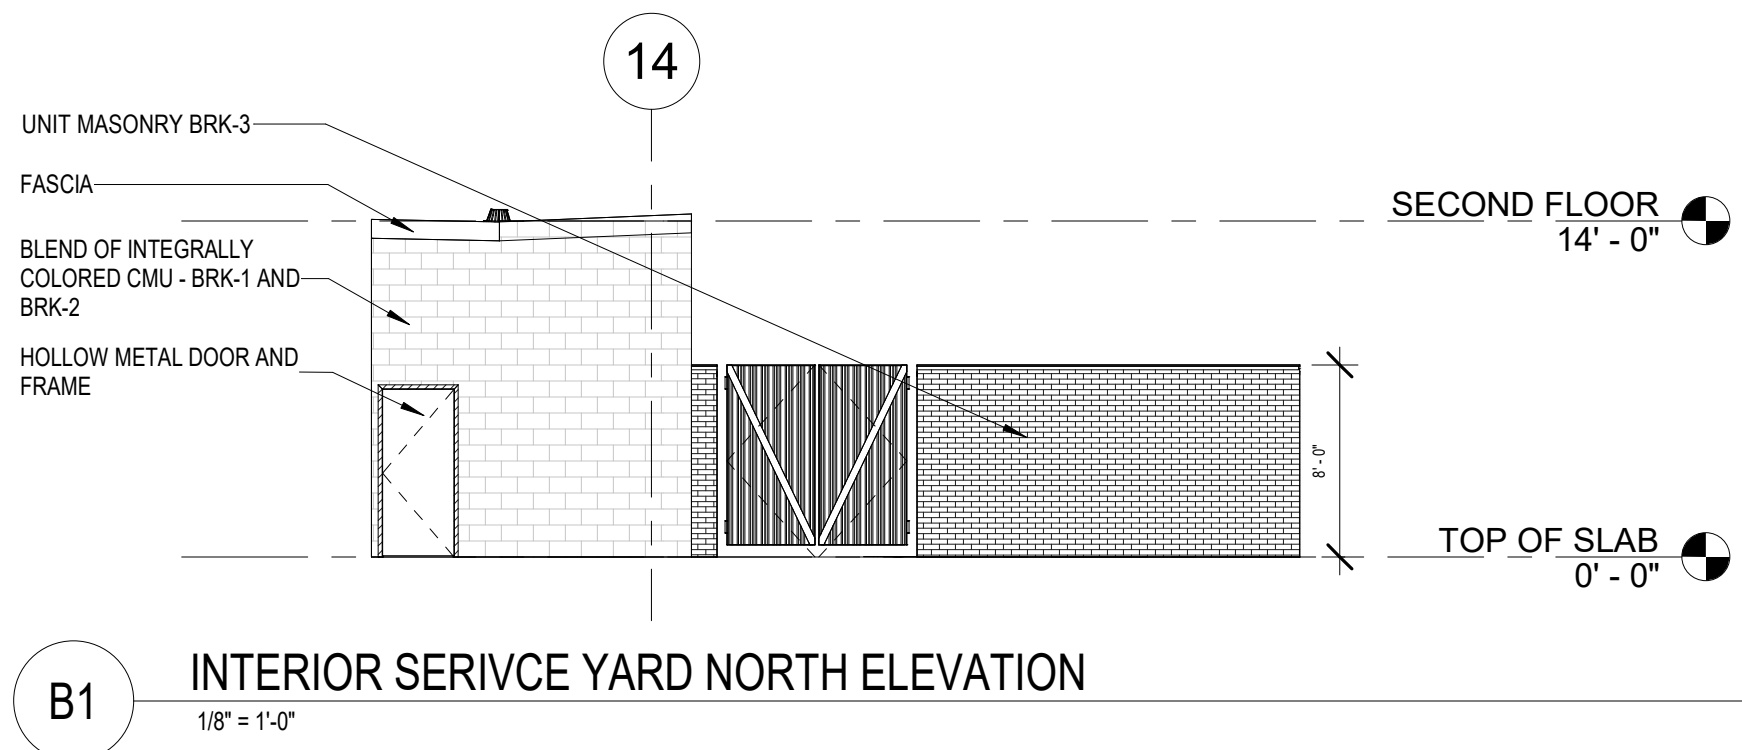 14
UNIT MASONRY BRK-3
FASCIA
BLEND OF INTEGRALLY
COLORED CMU - BRK-1 AND
BRK-2
HOLLOW METAL DOOR AND
FRAME
SECOND FLOOR
14' - 0"
8' - 0"
TOP OF SLAB
0' - 0"
B1
INTERIOR SERIVCE YARD NORTH ELEVATION
1/8" = 1'-0"